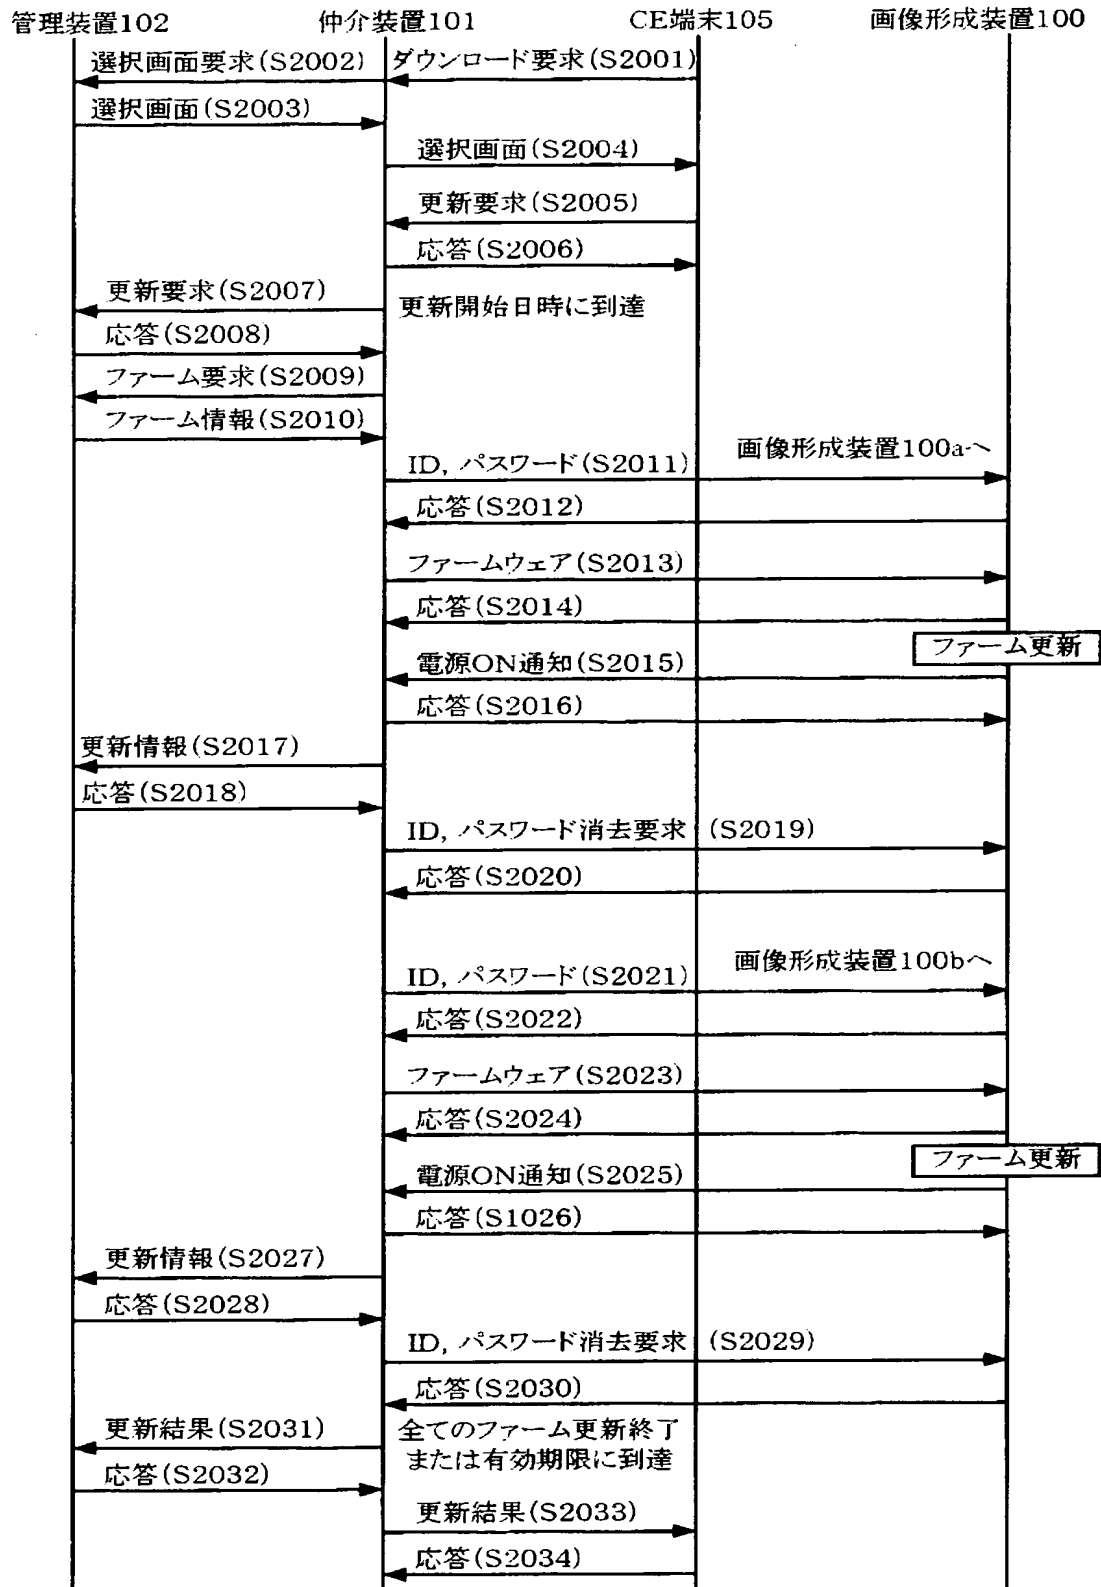 管理装置102 仲介装置101 CE端末105 画像形成装置100
選択画面要求(S2002) ダウンロード要求(S2001)
選択画面(S2003)
選択画面(S2004)
更新要求(S2005)
応答(S2006)
更新要求(S2007) 更新開始日時に到達
応答(S2008)
ファーム要求(S2009)
ファーム情報(S2010)
画像形成装置100aへ
ID, パスワード(S2011)
応答(S2012)
ファームウェア(S2013)
応答(S2014)
ファーム更新
電源ON通知(S2015)
応答(S2016)
更新情報(S2017)
応答(S2018)
ID, パスワード消去要求 (S2019)
応答(S2020)
画像形成装置100bへ
ID, パスワード(S2021)
応答(S2022)
ファームウェア(S2023)
応答(S2024)
ファーム更新
電源ON通知(S2025)
応答(S1026)
更新情報(S2027)
応答(S2028)
ID, パスワード消去要求 (S2029)
応答(S2030)
更新結果(S2031) 全てのファーム更新終了
または有効期限に到達
応答(S2032)
更新結果(S2033)
応答(S2034)